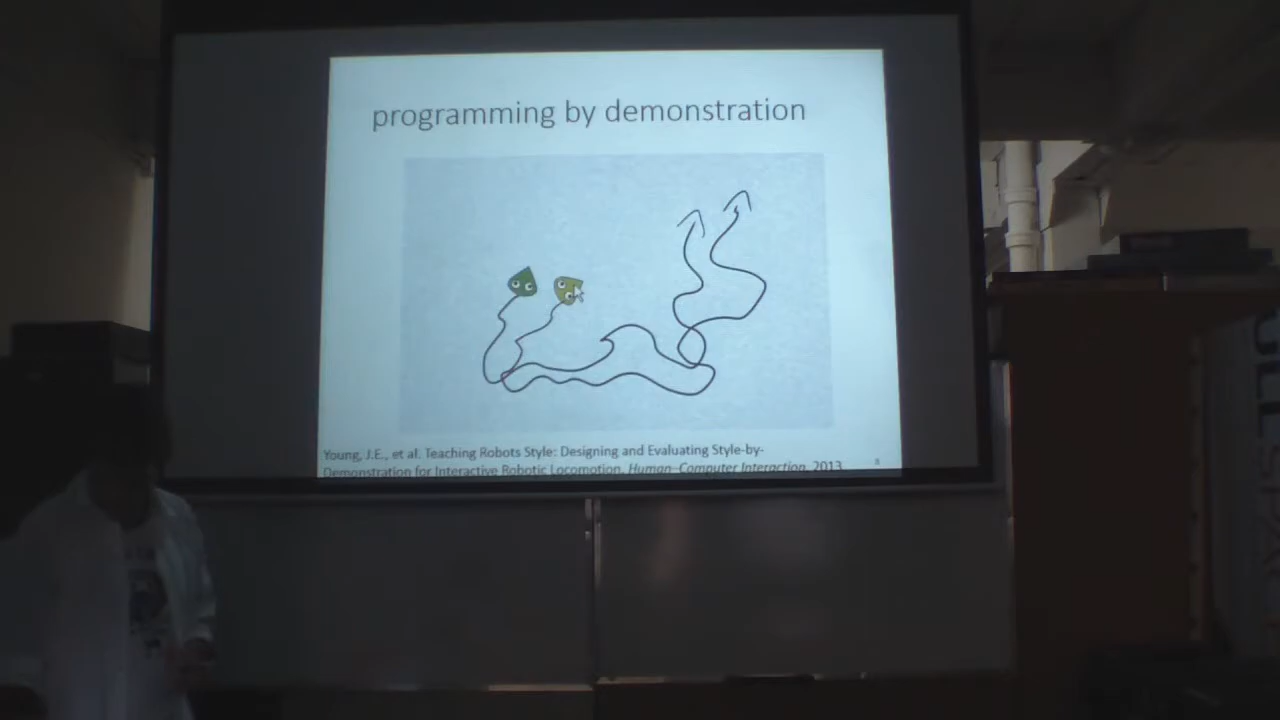 programming by demonstration
Young, J.E., et al. Teaching Robots Style: Designing and Evaluating Style-by-
Demonstration for Interactive Robotic Locomotion. Human–Computer Interaction, 2013
8